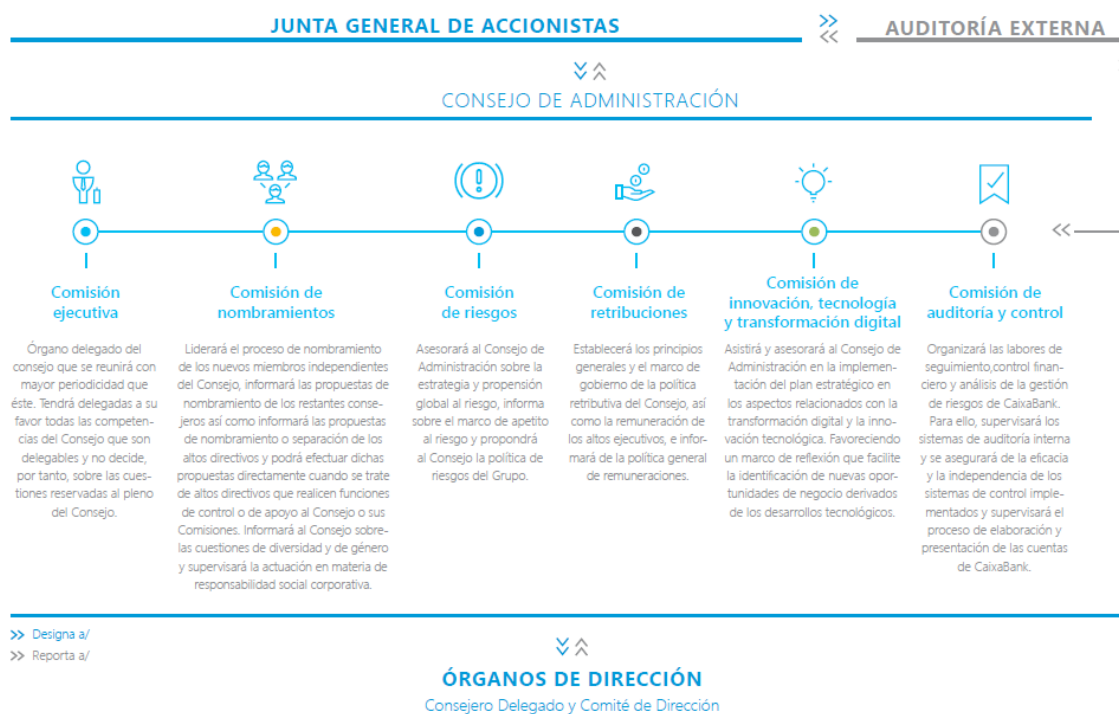 JUNTA GENERAL DE ACCIONISTAS
AUDITORÍA EXTERNA
CONSEJO DE ADMINISTRACIÓN
Comisión
ejecutiva
Órgano delegado del
consejo que se reunirá con
mayor periodicidad que
éste. Tendrá delegadas a su
favor todas las competen-
cias del Consejo que son
delegables y no decide,
por tanto, sobre las cues-
tiones reservadas al pleno
del Consejo.
Comisión de
nombramientos
Liderará el proceso de nombramiento
de los nuevos miembros independientes
del Consejo, informará las propuestas de
nombramiento de los restantes conse-
jeros así como informará las propuestas
de nombramiento o separación de los
altos directivos y podrá efectuar dichas
propuestas directamente cuando se trate
de altos directivos que realicen funciones
de control o de apoyo al Consejo o sus
Comisiones. Informará al Consejo sobre-
las cuestiones de diversidad y de género
y supervisará la actuación en materia de
responsabilidad social corporativa.
Comisión
de riesgos
Asesorará al Consejo de
Administración sobre la
estrategia y propensión
global al riesgo, informa
sobre el marco de apetito
al riesgo y propondrá
al Consejo la política de
riesgos del Grupo.
Comisión de
retribuciones
Establecerá los principios
generales y el marco de
gobierno de la política
retributiva del Consejo, así
como la remuneración de
los altos ejecutivos, e infor-
mará de la política general
de remuneraciones.
Comisión de
innovación, tecnología
y transformación digital
Asistirá y asesorará al Consejo de
Administración en la implemen-
tación del plan estratégico en
los aspectos relacionados con la
transformación digital y la inno-
vación tecnológica. Favoreciendo
un marco de reflexión que facilite
la identificación de nuevas opor-
tunidades de negocio derivados
de los desarrollos tecnológicos.
Comisión de
auditoría y control
Organizará las labores de
seguimiento,control finan-
ciero y análisis de la gestión
de riesgos de CaixaBank.
Para ello, supervisará los
sistemas de auditoría interna
y se asegurará de la eficacia
y la independencia de los
sistemas de control imple-
mentados y supervisará el
proceso de elaboración y
presentación de las cuentas
de CaixaBank.
>> Designa a/
>> Reporta a/
ÓRGANOS DE DIRECCIÓN
Consejero Delegado y Comité de Dirección